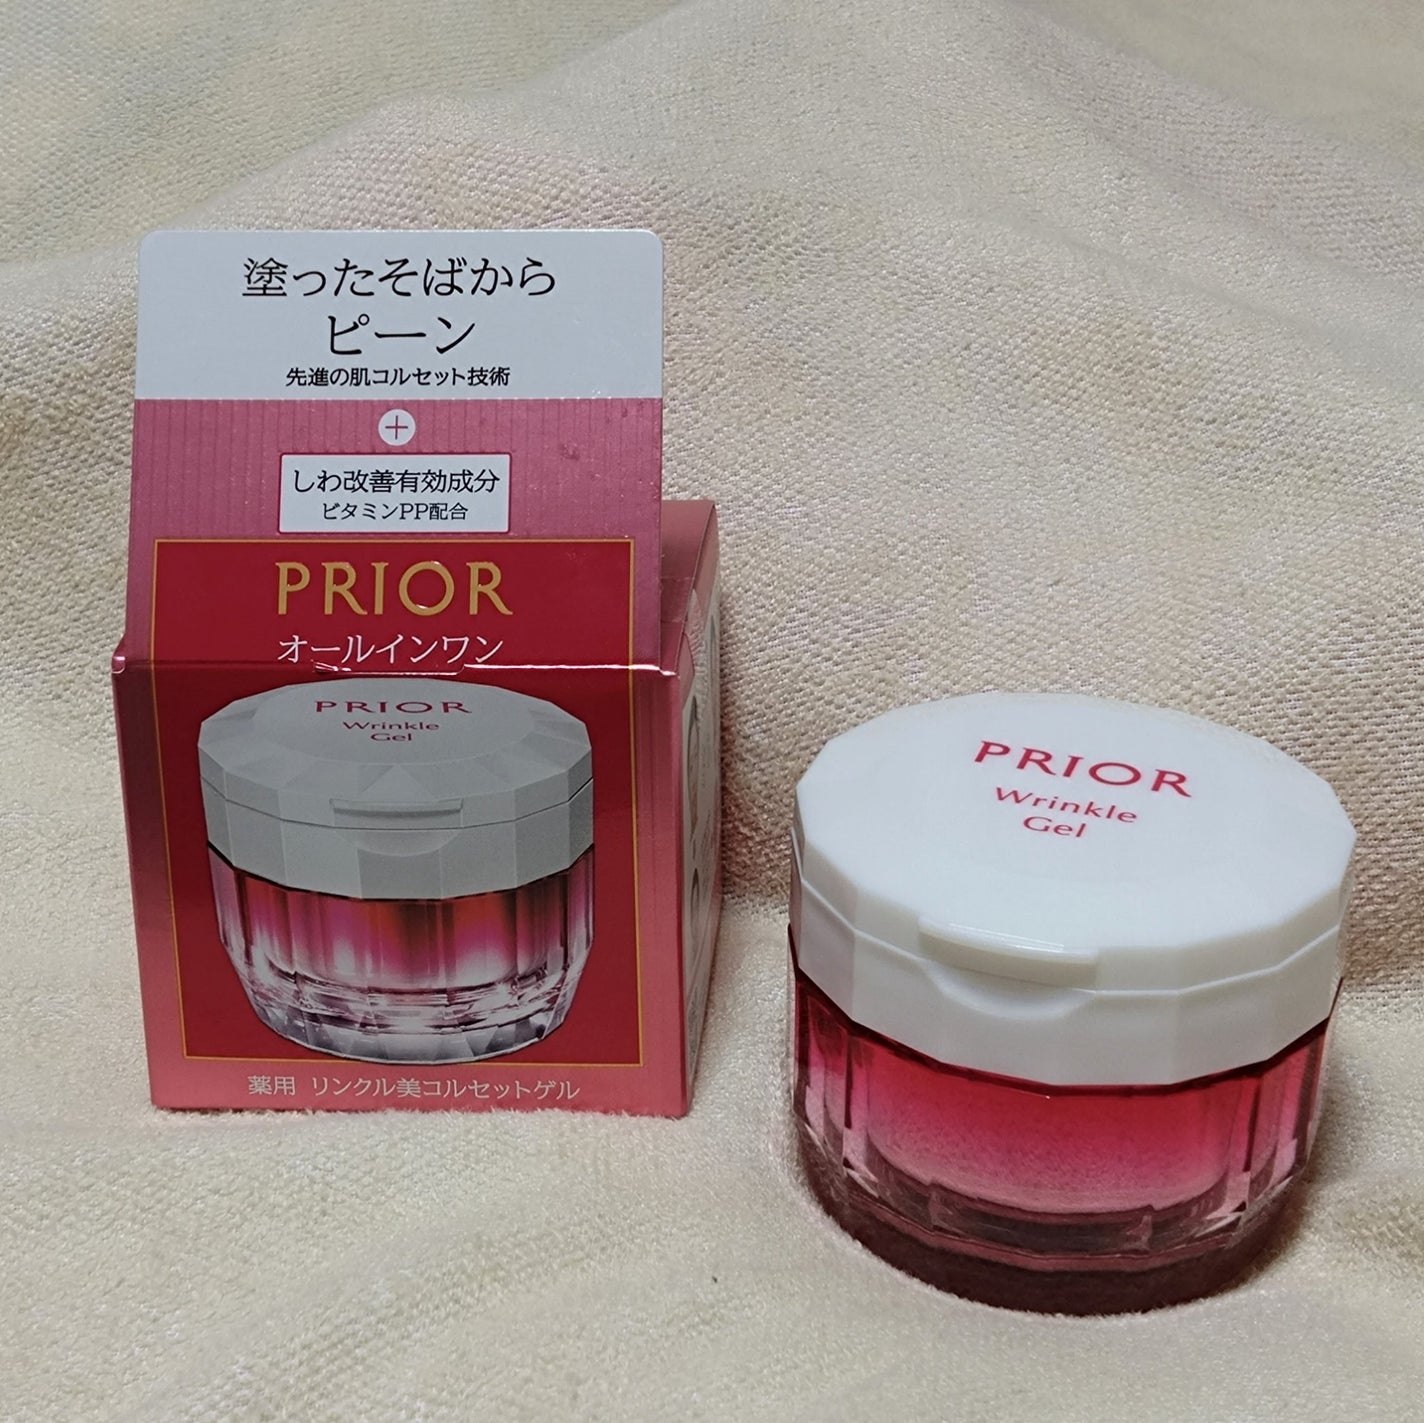 塗ったそばから
ピーン
先進の肌コルセット技術
+
しわ改善有効成分
ビタミンPP配合
PRIOR
オールインワン
PRIOR
Wrinkle
Gel
薬用 リンクル美コルセットゲル
PRIOR
Wrinkle
Gel